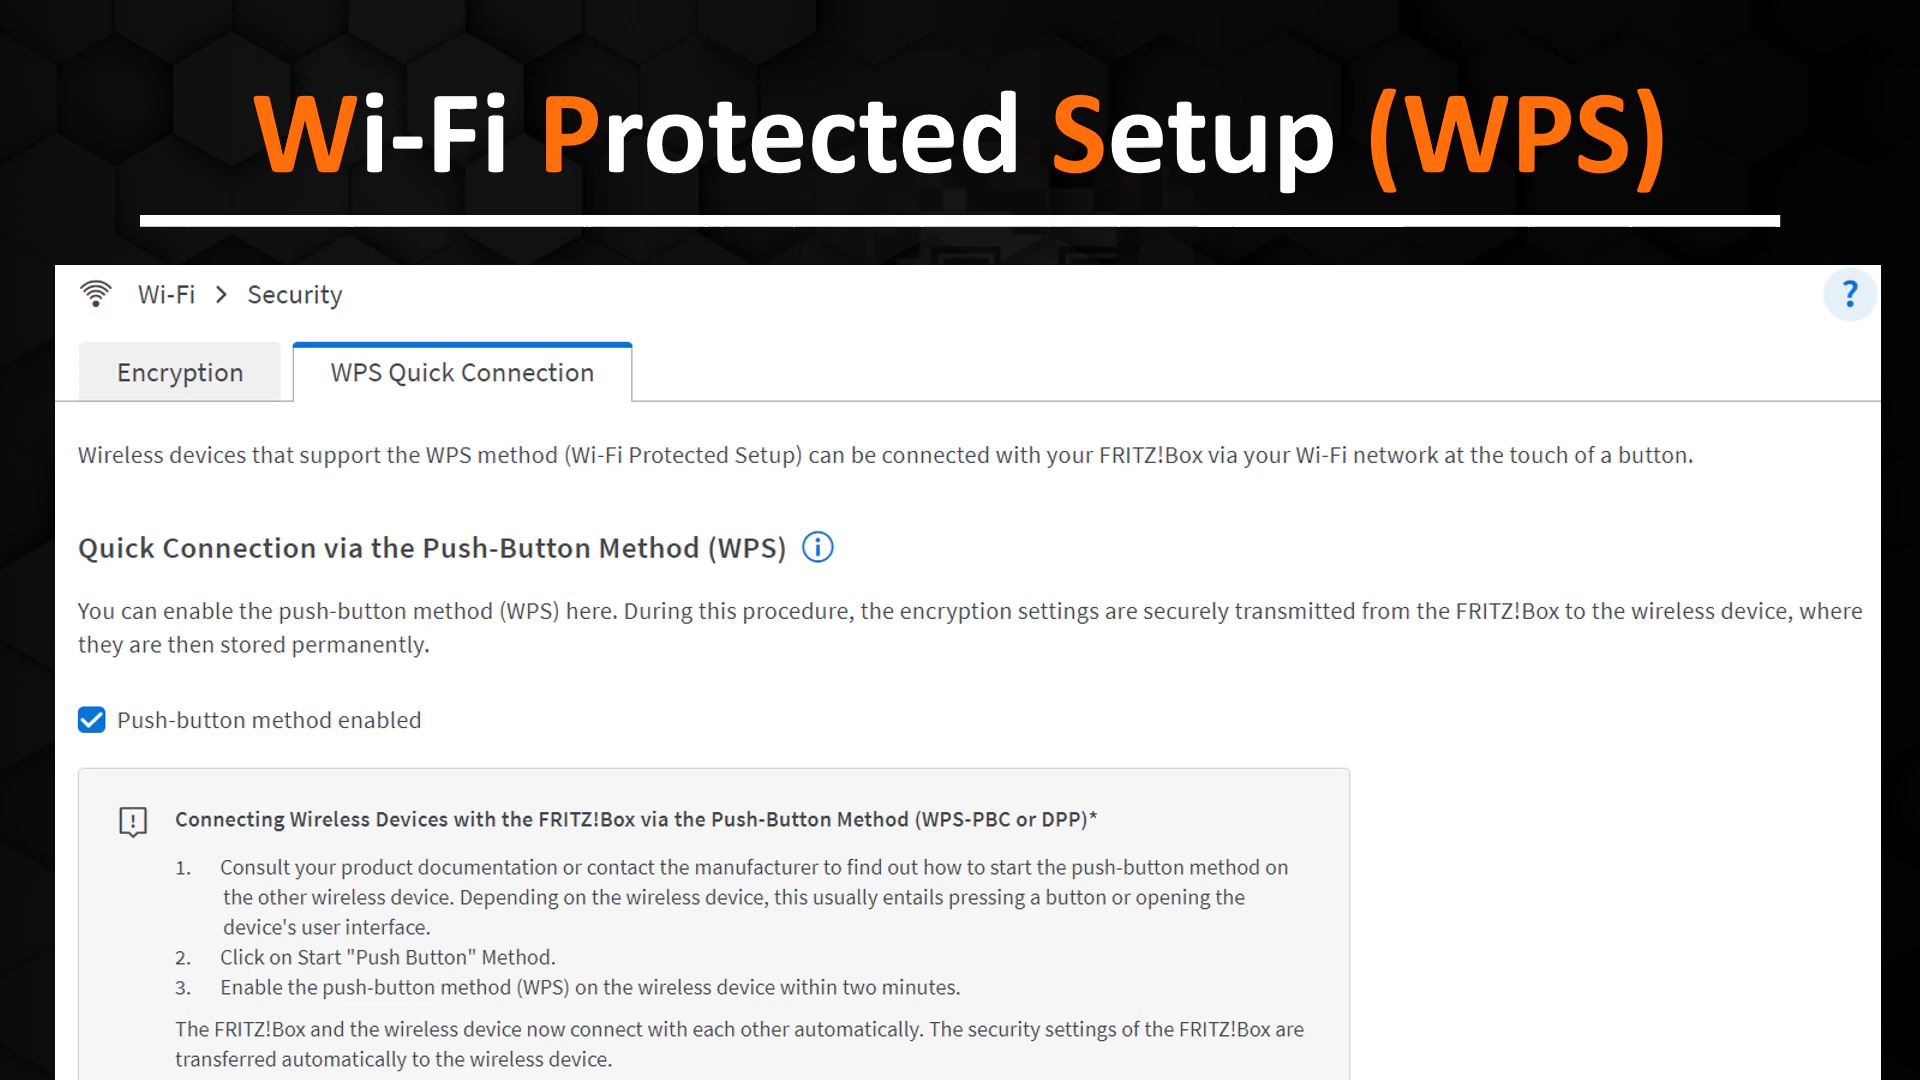 Wi-Fi Protected Setup (WPS)
Wi-Fi > Security
?
Encryption
WPS Quick Connection
Wireless devices that support the WPS method (Wi-Fi Protected Setup) can be connected with your FRITZ!Box via your Wi-Fi network at the touch of a button.
Quick Connection via the Push-Button Method (WPS)
You can enable the push-button method (WPS) here. During this procedure, the encryption settings are securely transmitted from the FRITZ!Box to the wireless device, where
they are then stored permanently.
Push-button method enabled
Connecting Wireless Devices with the FRITZ!Box via the Push-Button Method (WPS-PBC or DPP)*
1. Consult your product documentation or contact the manufacturer to find out how to start the push-button method on
the other wireless device. Depending on the wireless device, this usually entails pressing a button or opening the
device's user interface.
2. Click on Start "Push Button" Method.
3. Enable the push-button method (WPS) on the wireless device within two minutes.
The FRITZ!Box and the wireless device now connect with each other automatically. The security settings of the FRITZ!Box are
transferred automatically to the wireless device.